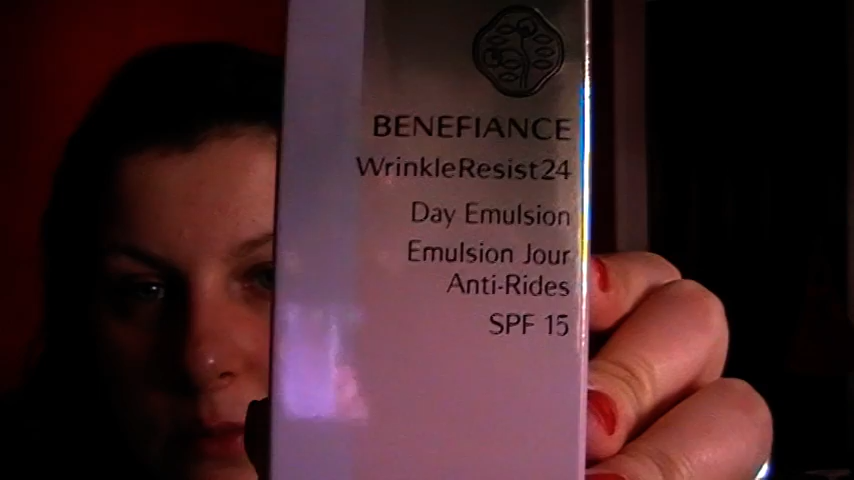 BENEFIANCE
WrinkleResist24
Day Emulsion
Emulsion Jour
Anti-Rides
SPF 15